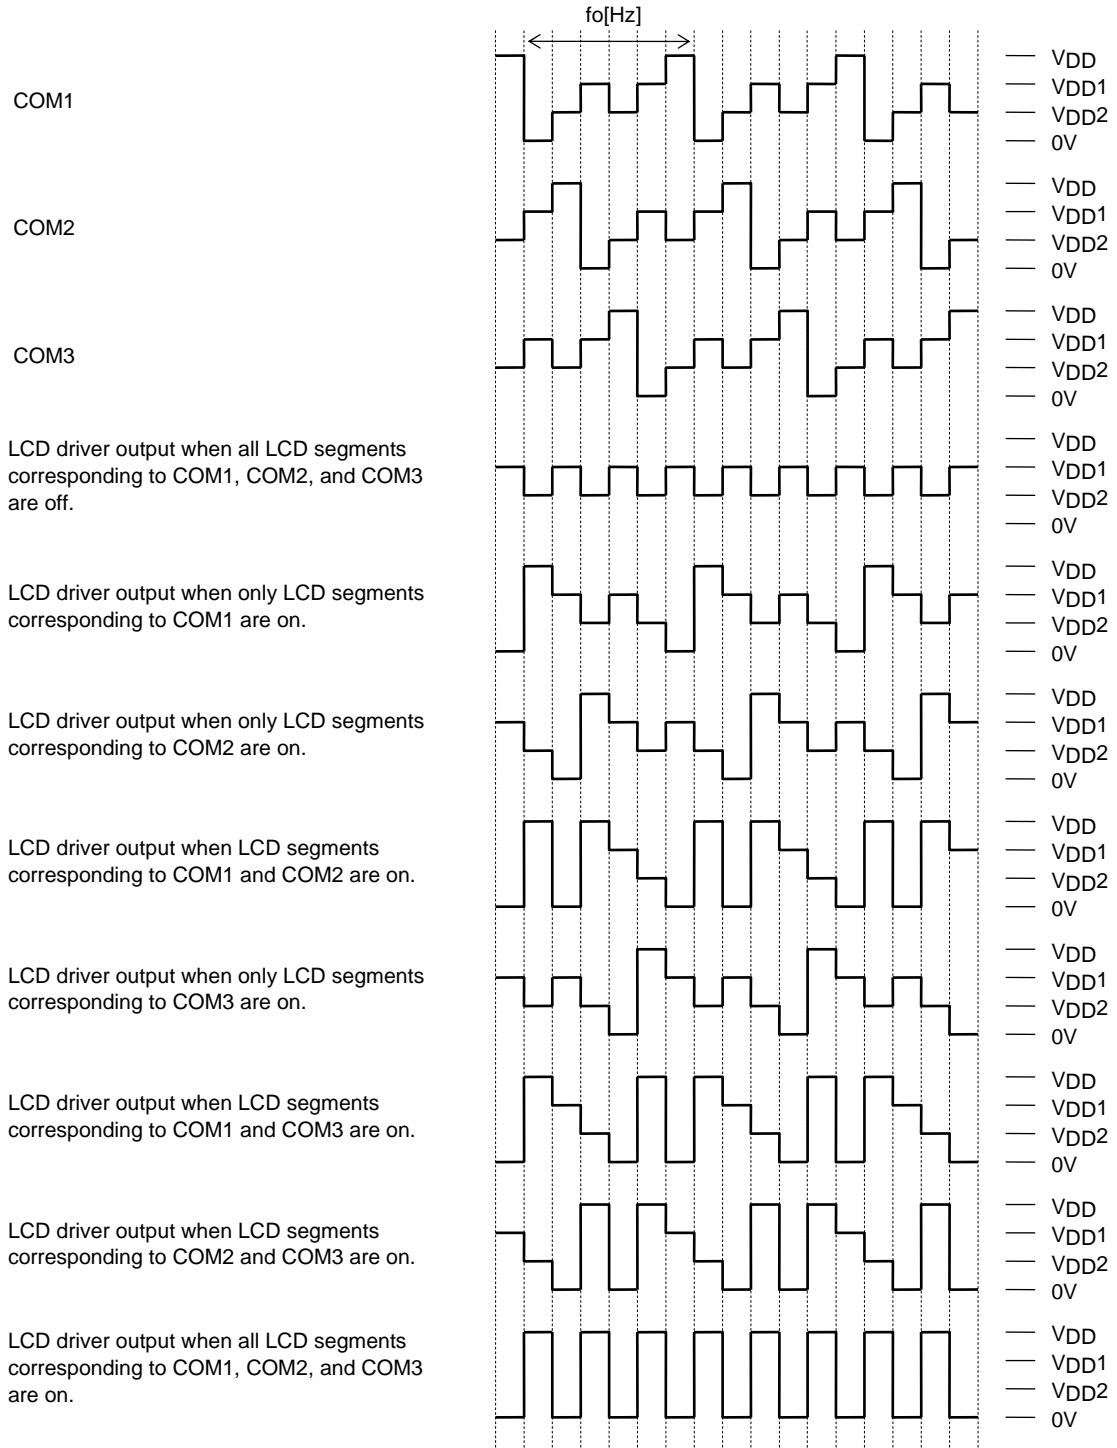 fo[Hz]
COM1
VDD
VDD1
VDD2
0V
COM2
VDD
VDD1
VDD2
0V
COM3
VDD
VDD1
VDD2
0V
LCD driver output when all LCD segments
corresponding to COM1, COM2, and COM3
are off.
VDD
VDD1
VDD2
0V
LCD driver output when only LCD segments
corresponding to COM1 are on.
VDD
VDD1
VDD2
0V
LCD driver output when only LCD segments
corresponding to COM2 are on.
VDD
VDD1
VDD2
0V
LCD driver output when LCD segments
corresponding to COM1 and COM2 are on.
VDD
VDD1
VDD2
0V
LCD driver output when only LCD segments
corresponding to COM3 are on.
VDD
VDD1
VDD2
0V
LCD driver output when LCD segments
corresponding to COM1 and COM3 are on.
VDD
VDD1
VDD2
0V
LCD driver output when LCD segments
corresponding to COM2 and COM3 are on.
VDD
VDD1
VDD2
0V
LCD driver output when all LCD segments
corresponding to COM1, COM2, and COM3
are on.
VDD
VDD1
VDD2
0V